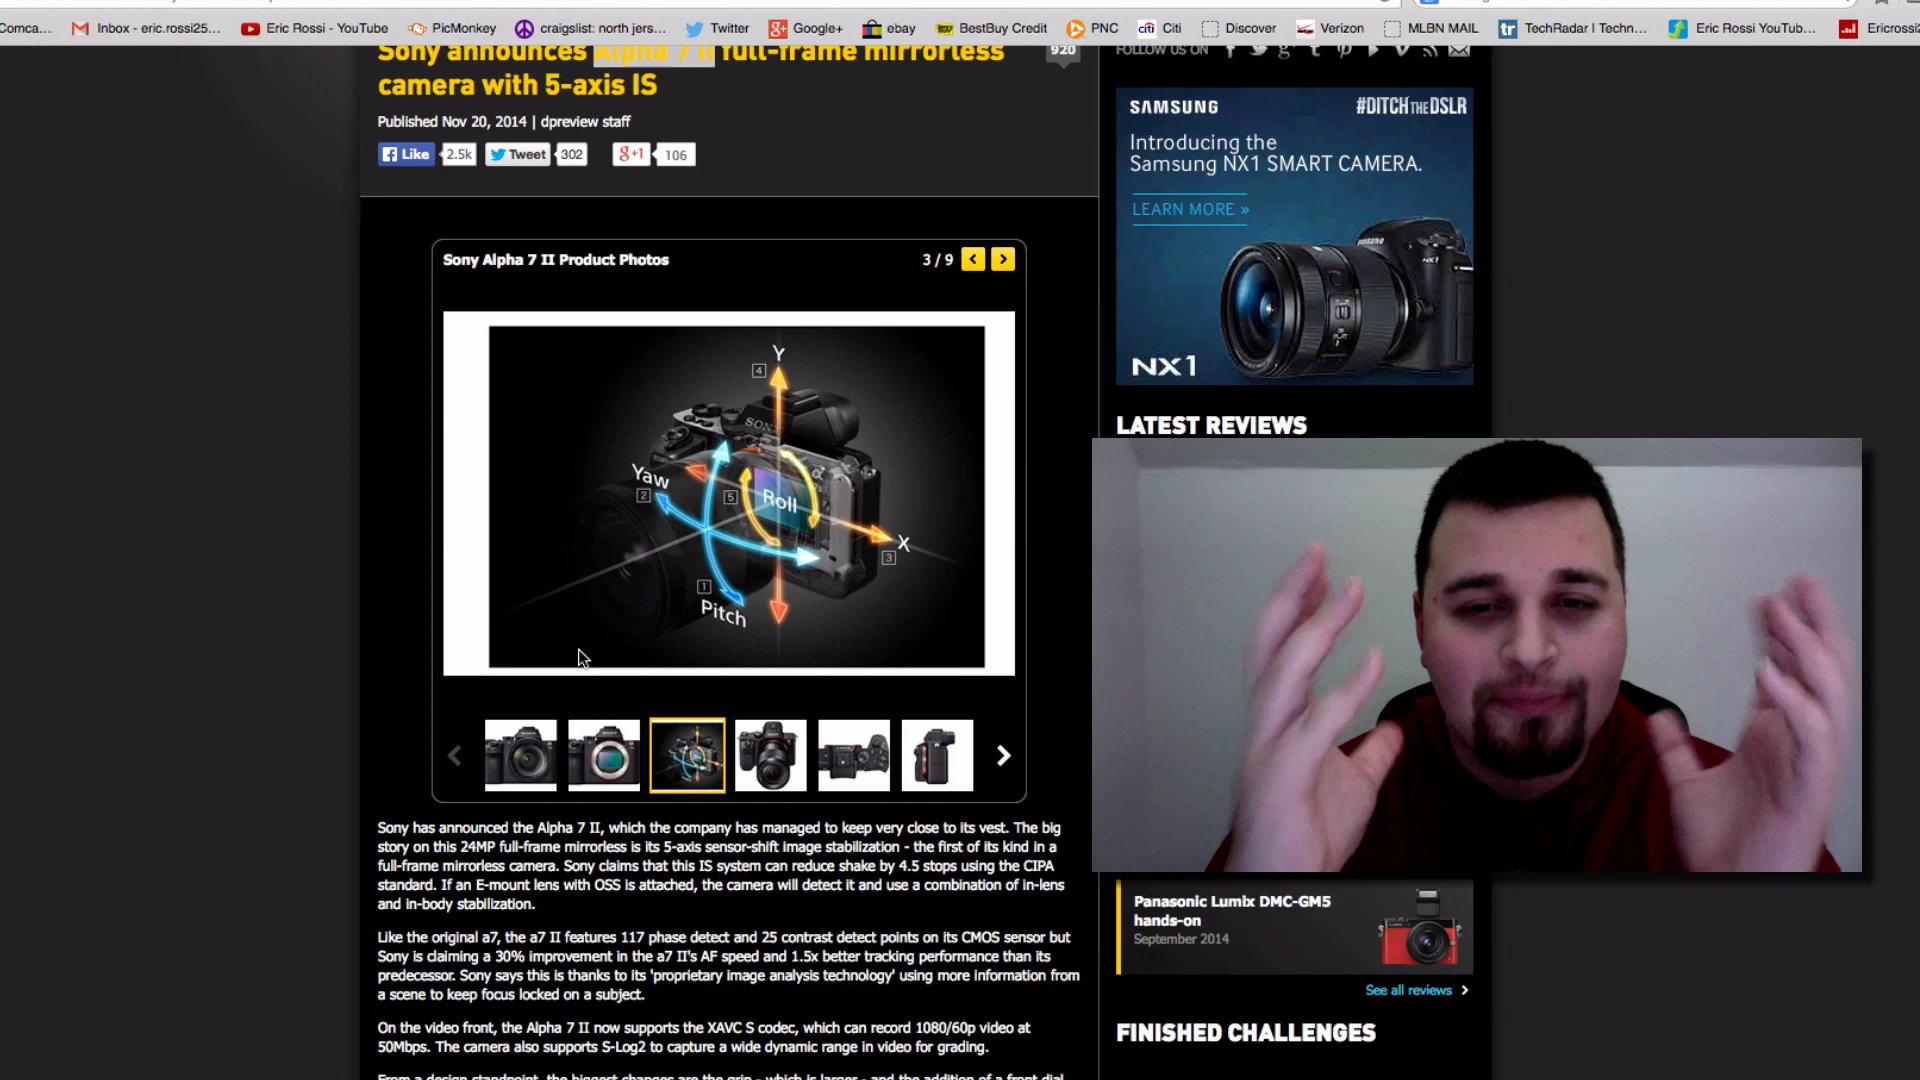 Comca...
Inbox - eric.rossi25...
Eric Rossi - YouTube
PicMonkey
craigslist: north jers...
Twitter
Google+
ebay
BestBuy Credit
PNC
citi Citi
Discover
Verizon
MLBN MAIL
tr TechRadar | Techn...
Eric Rossi YouTub...
Ericrossi2
Sony announces Alpha 7 II full-frame mirrorless
camera with 5-axis IS
920
Published Nov 20, 2014 | dpreview staff
Like 2.5k Tweet 302 g+1 106
Sony Alpha 7 II Product Photos 3 / 9
Y
4
SONY
Yaw
2
5
Roll
X
3
1
Pitch
Sony has announced the Alpha 7 II, which the company has managed to keep very close to its vest. The big
story on this 24MP full-frame mirrorless is its 5-axis sensor-shift image stabilization - the first of its kind in a
full-frame mirrorless camera. Sony claims that this IS system can reduce shake by 4.5 stops using the CIPA
standard. If an E-mount lens with OSS is attached, the camera will detect it and use a combination of in-lens
and in-body stabilization.
Like the original a7, the a7 II features 117 phase detect and 25 contrast detect points on its CMOS sensor but
Sony is claiming a 30% improvement in the a7 II's AF speed and 1.5x better tracking performance than its
predecessor. Sony says this is thanks to its 'proprietary image analysis technology' using more information from
a scene to keep focus locked on a subject.
On the video front, the Alpha 7 II now supports the XAVC S codec, which can record 1080/60p video at
50Mbps. The camera also supports S-Log2 to capture a wide dynamic range in video for grading.
From a design standpoint, the biggest changes are the grip - which is larger - and the addition of a front dial
FOLLOW US ON
SAMSUNG #DITCHTHEDSLR
Introducing the
Samsung NX1 SMART CAMERA.
LEARN MORE »
SAMSUNG
NX1
NX1
LATEST REVIEWS
Panasonic Lumix DMC-GM5
hands-on
September 2014
See all reviews
FINISHED CHALLENGES